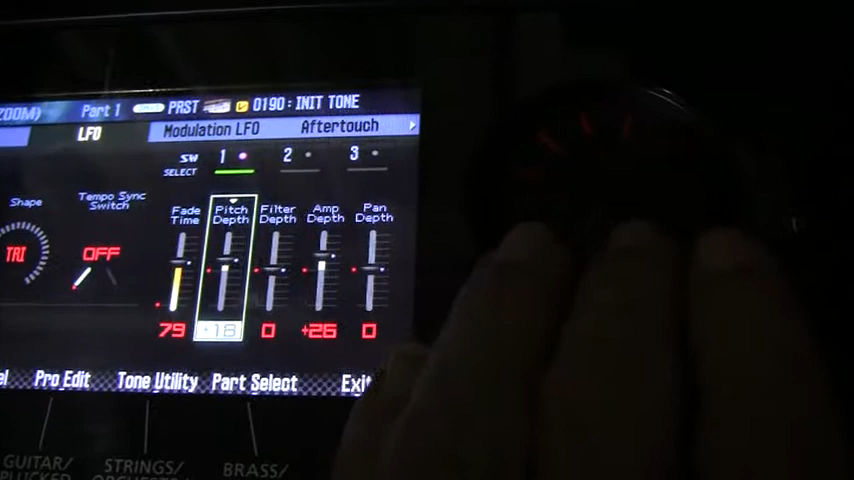 ZOOM) Part 1 PRST 0190: INIT TONE
LFO Modulation LFO Aftertouch
SW 1 2 3
SELECT
Shape
Tempo Sync
Switch
Fade
Time
Pitch
Depth
Filter
Depth
Amp
Depth
Pan
Depth
TRI
OFF
79 +18 0 +26 0
Pro Edit Tone Utility Part Select Exit
GUITAR/
PLUCKED
STRINGS/
ORCHESTRA
BRASS/